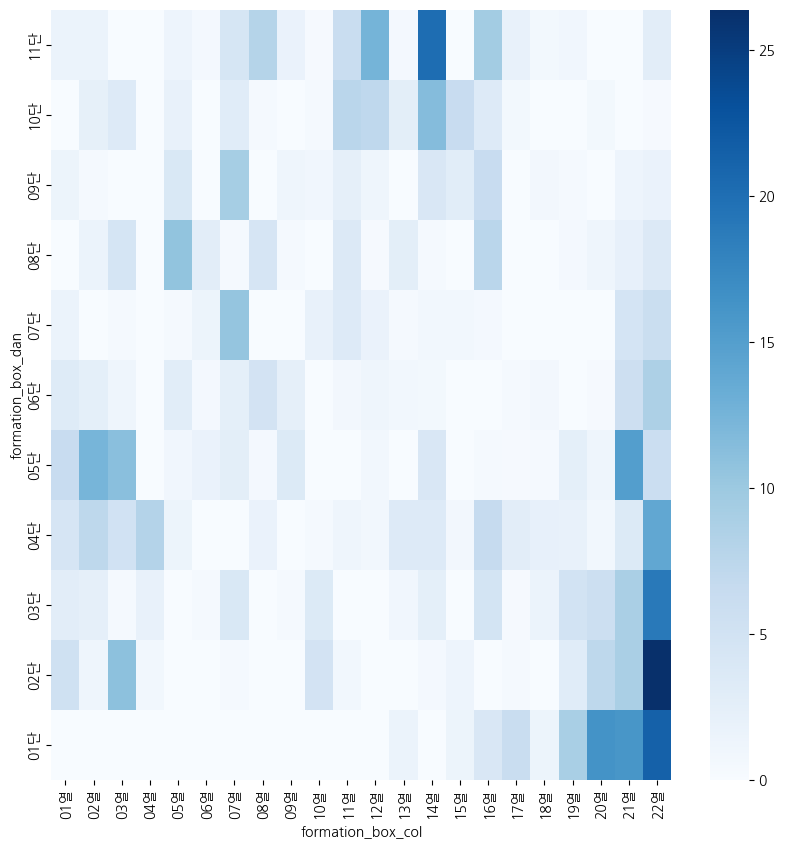 11단
10단
09단
08단
07단
06단
05단
04단
03단
02단
01단
formation_box_dan
01열
02열
03열
04열
05열
06열
07열
08열
09열
10열
11열
12열
13열
14열
15열
16열
17열
18열
19열
20열
21열
22열
formation_box_col
25
20
15
10
5
0